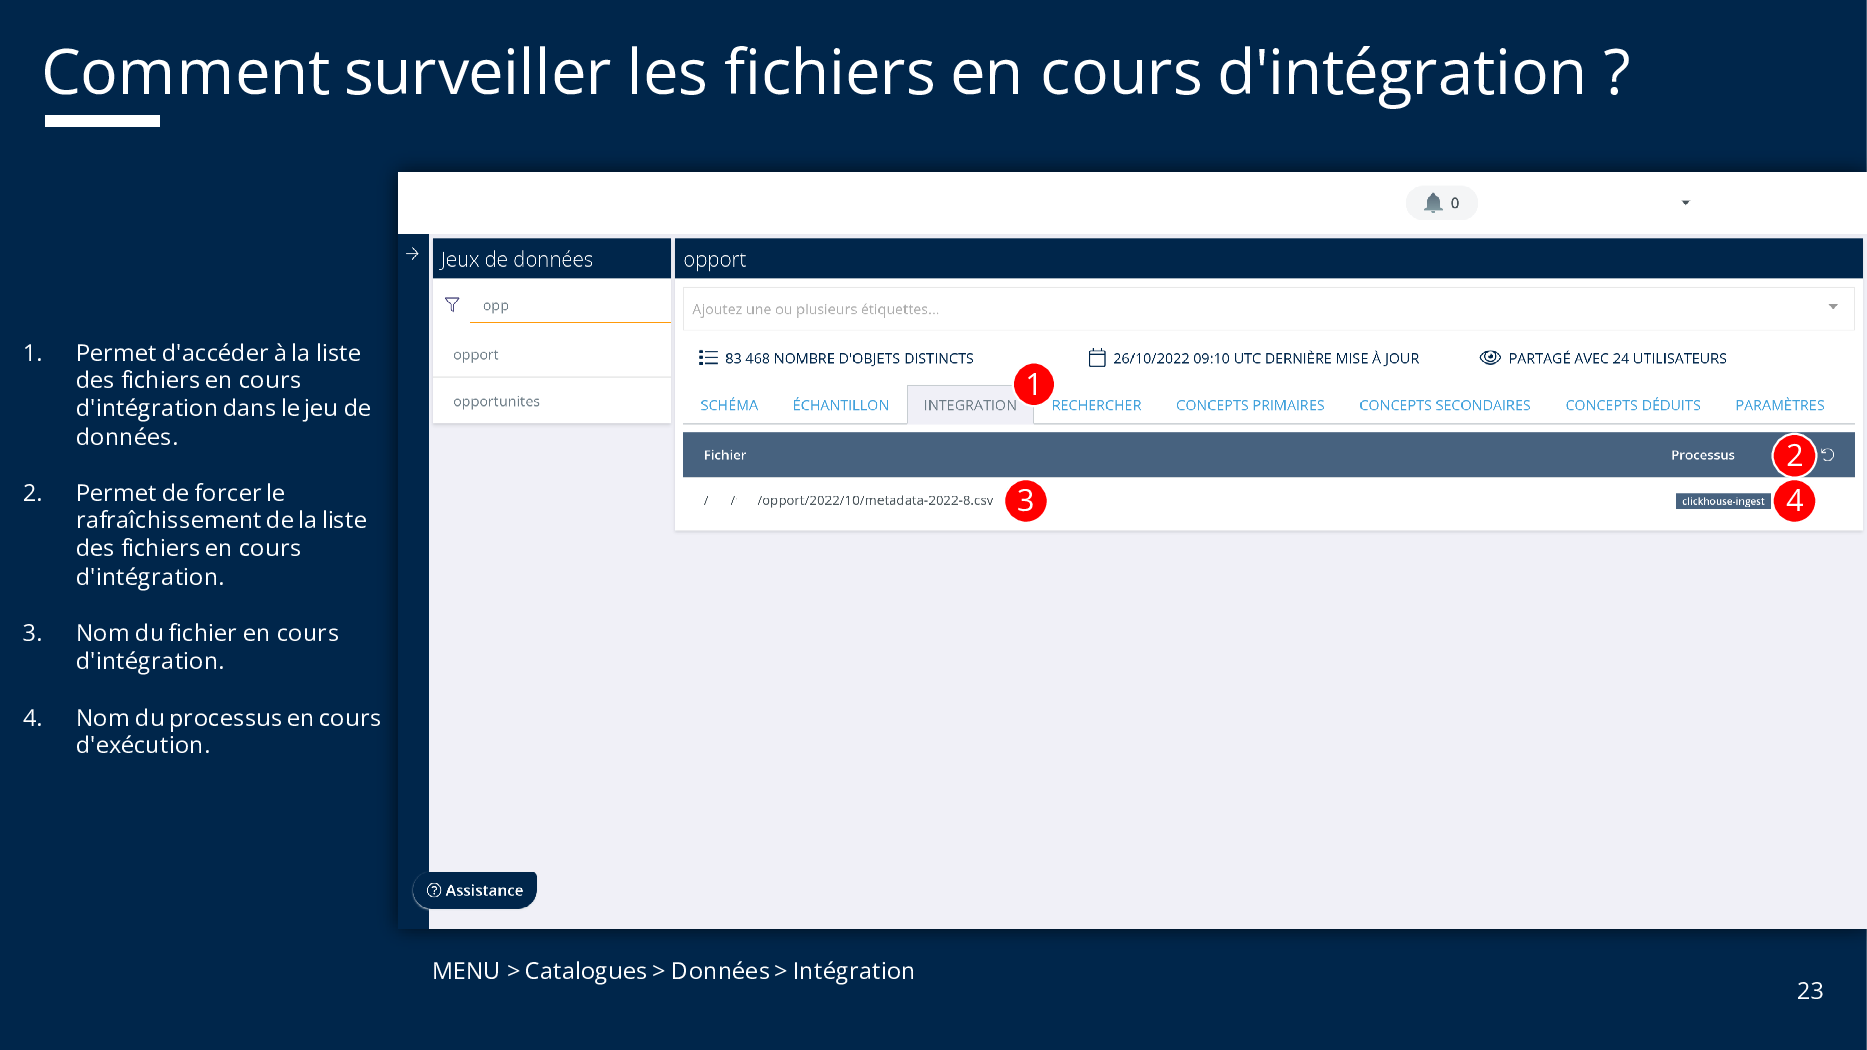 Comment surveiller les fichiers en cours d'intégration ?
1. Permet d'accéder à la liste
des fichiers en cours
d'intégration dans le jeu de
données.
2. Permet de forcer le
rafraîchissement de la liste
des fichiers en cours
d'intégration.
3. Nom du fichier en cours
d'intégration.
4. Nom du processus en cours
d'exécution.
0
Jeux de données
opp
opport
opportunites
opport
Ajoutez une ou plusieurs étiquettes...
83 468 NOMBRE D'OBJETS DISTINCTS 26/10/2022 09:10 UTC DERNIÈRE MISE À JOUR PARTAGÉ AVEC 24 UTILISATEURS
1
SCHÉMA ÉCHANTILLON INTEGRATION RECHERCHER CONCEPTS PRIMAIRES CONCEPTS SECONDAIRES CONCEPTS DÉDUITS PARAMÈTRES
Fichier Processus 2
/ / /opport/2022/10/metadata-2022-8.csv 3 clickhouse-ingest 4
Assistance
MENU > Catalogues > Données > Intégration
23